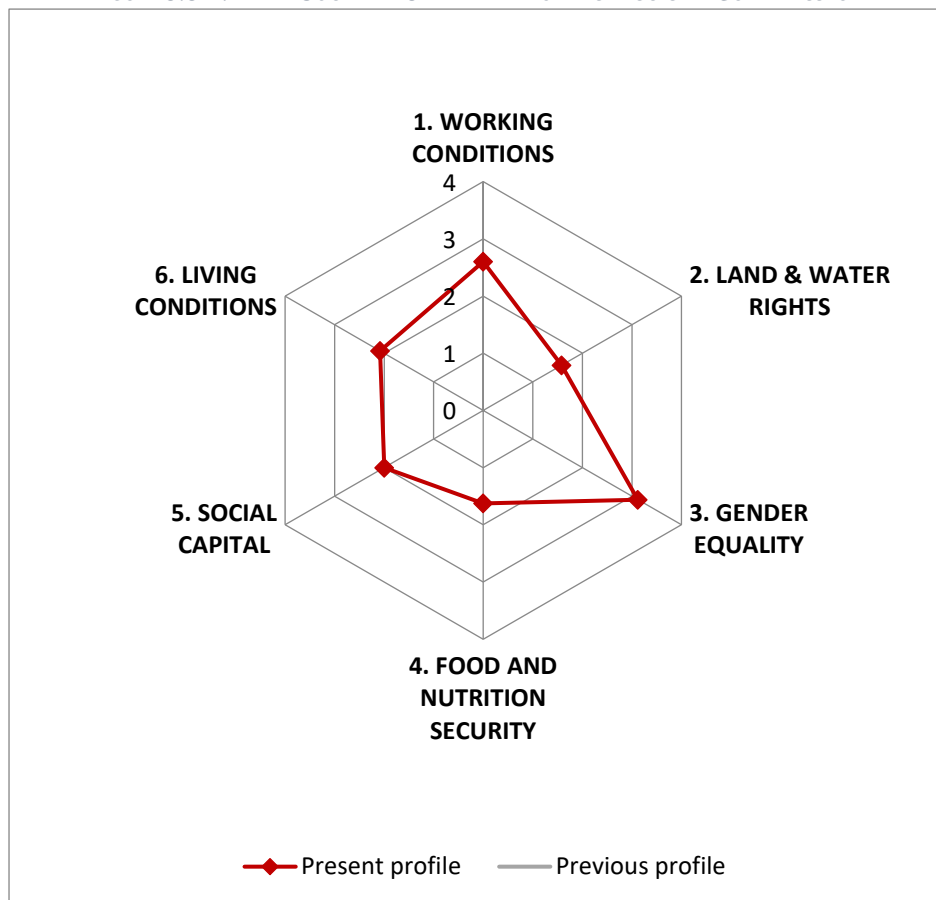 1. WORKING
CONDITIONS
4
3
2
1
0
6. LIVING
CONDITIONS
2. LAND & WATER
RIGHTS
5. SOCIAL
CAPITAL
3. GENDER
EQUALITY
4. FOOD AND
NUTRITION
SECURITY
Present profile
Previous profile